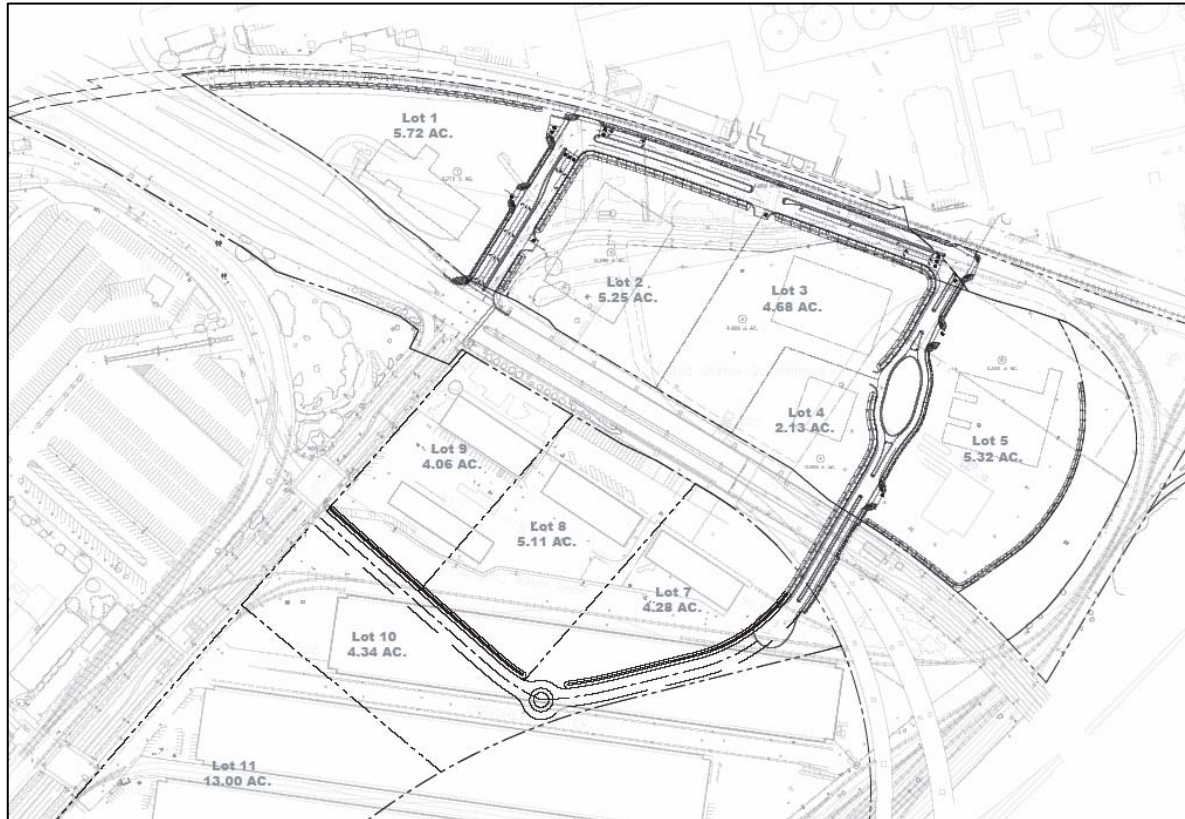 Lot 1
5.72 AC.
Lot 2
5.25 AC.
Lot 3
4.68 AC.
Lot 4
2.13 AC.
Lot 5
5.32 AC.
Lot 9
4.06 AC.
Lot 8
5.11 AC.
Lot 7
4.28 AC.
Lot 10
4.34 AC.
Lot 11
13.00 AC.